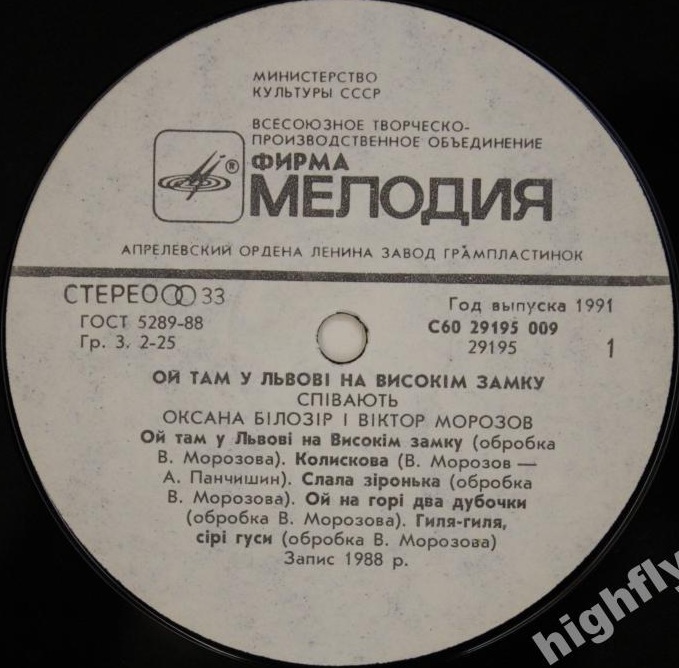 МИНИСТЕРСТВО
КУЛЬТУРЫ СССР
ВСЕСОЮЗНОЕ ТВОРЧЕСКО-
ПРОИЗВОДСТВЕННОЕ ОБЪЕДИНЕНИЕ
® ФИРМА
МЕЛОДИЯ
АПРЕЛЕВСКИЙ ОРДЕНА ЛЕНИНА ЗАВОД ГРАМПЛАСТИНОК
СТЕРЕО 33
Год выпуска 1991
ГОСТ 5289-88
С60 29195 009
Гр. 3. 2-25
29195 1
ОЙ ТАМ У ЛЬВОВІ НА ВИСОКІМ ЗАМКУ
СПІВАЮТЬ
ОКСАНА БІЛОЗІР І ВІКТОР МОРОЗОВ
Ой там у Львові на Високім замку (обробка
В. Морозова). Колискова (В. Морозов —
А. Панчишин). Слала зіронька (обробка
В. Морозова). Ой на горі два дубочки
(обробка В. Морозова). Гиля-гиля,
сірі гуси (обробка В. Морозова)
Запис 1988 р.
highfly